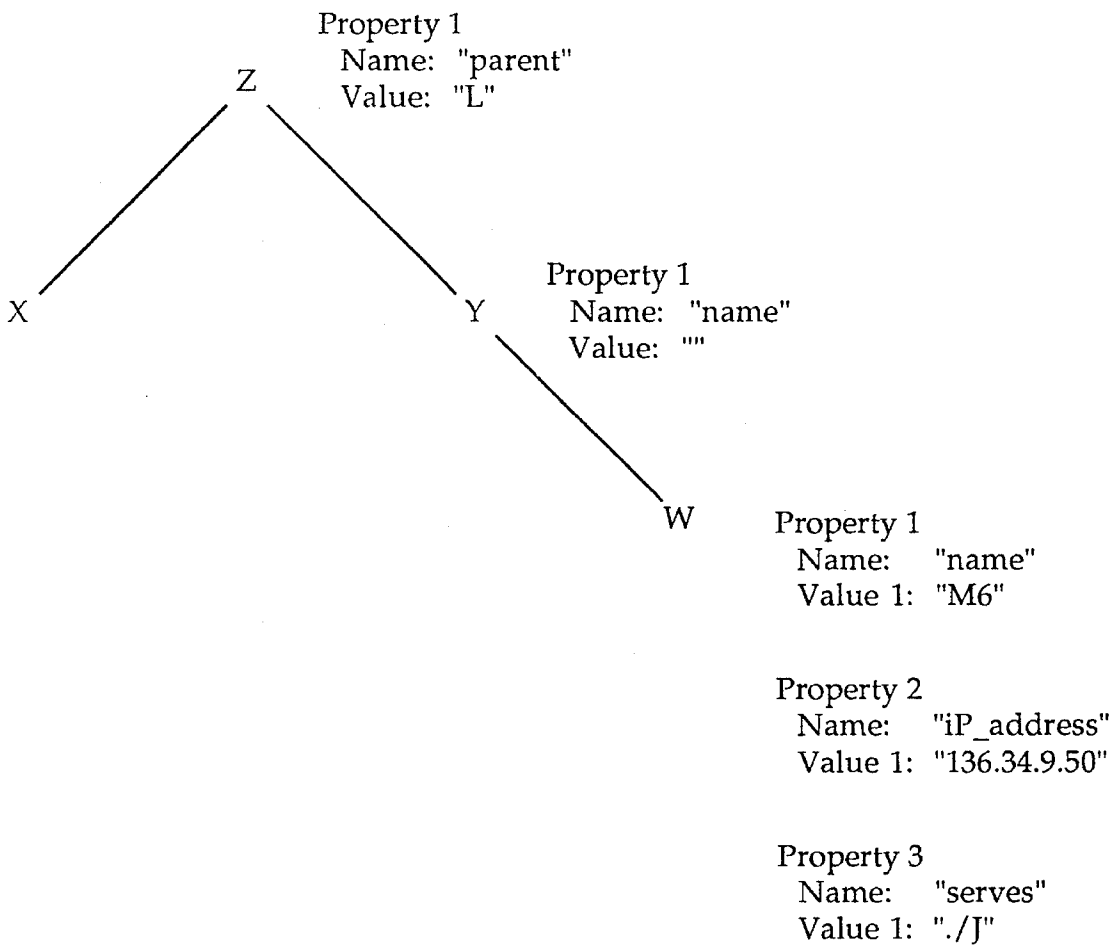 Property 1
Name: "parent"
Z
Value: "L"
Property 1
X
Y
Name: "name"
Value: ""
W
Property 1
Name: "name"
Value 1: "M6"
Property 2
Name: "iP_address"
Value 1: "136.34.9.50"
Property 3
Name: "serves"
Value 1: "./J"